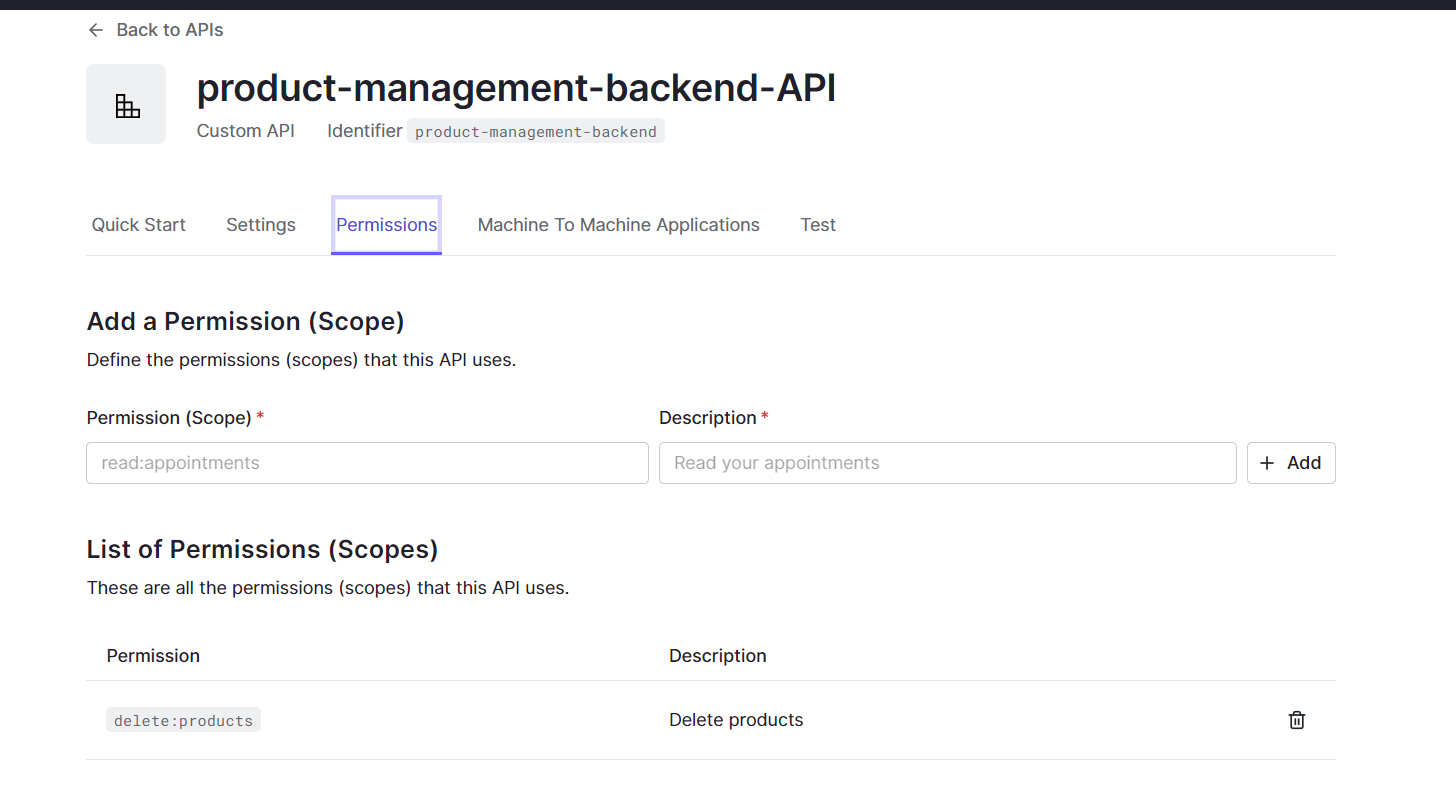 Back to APIs
product-management-backend-API
Custom API Identifier product-management-backend
Quick Start Settings Permissions Machine To Machine Applications Test
Add a Permission (Scope)
Define the permissions (scopes) that this API uses.
Permission (Scope) * Description *
read:appointments Read your appointments + Add
List of Permissions (Scopes)
These are all the permissions (scopes) that this API uses.
Permission Description
delete:products Delete products